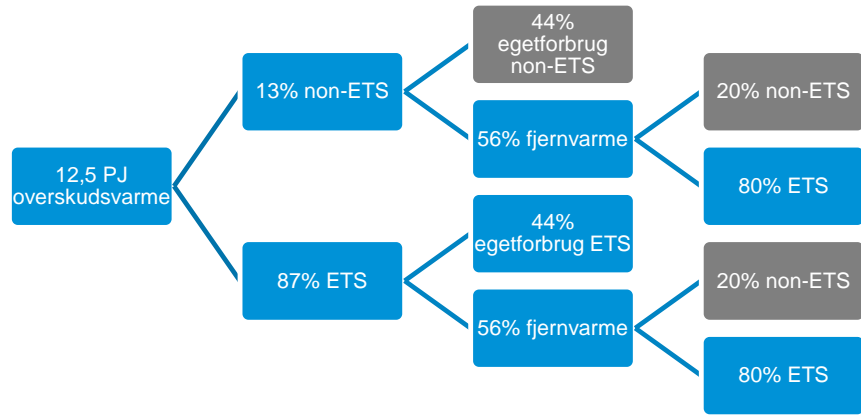 12,5 PJ
overskudsvarme
13% non-ETS
87% ETS
44%
egetforbrug
non-ETS
56% fjernvarme
44%
egetforbrug ETS
56% fjernvarme
20% non-ETS
80% ETS
20% non-ETS
80% ETS